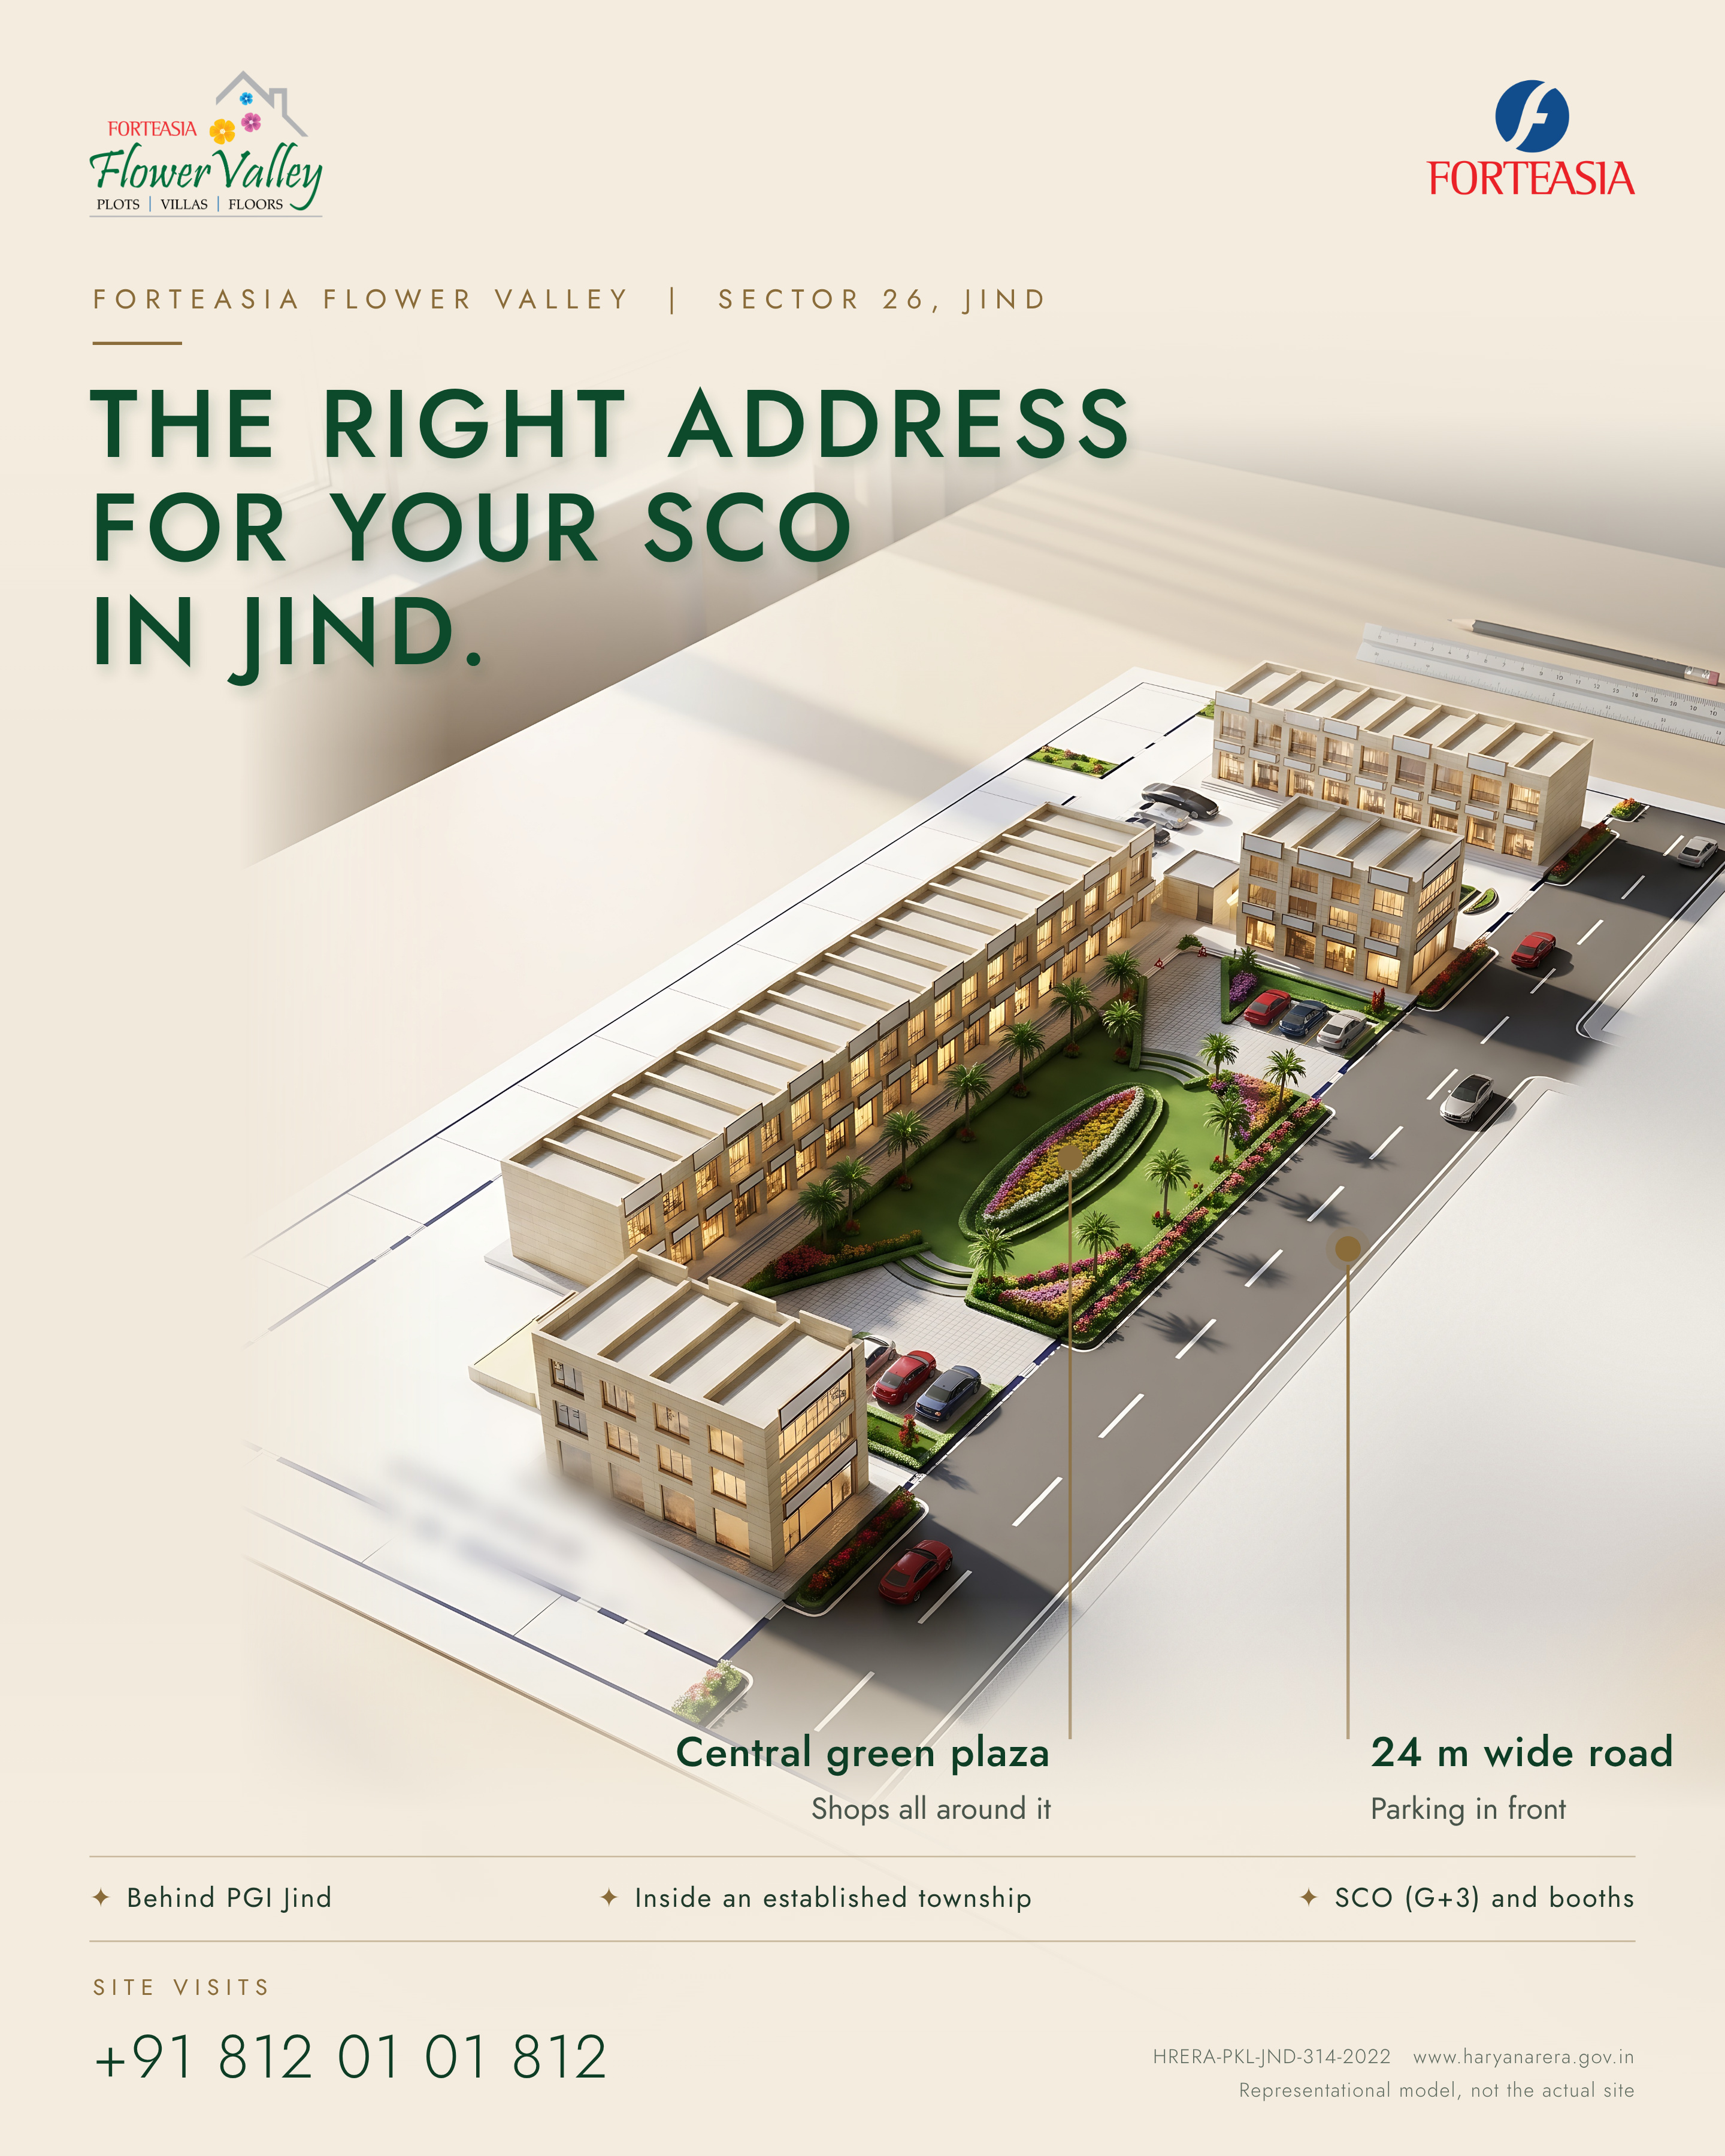 FORTEASIA
Flower Valley
PLOTS | VILLAS | FLOORS
FORTEASIA
FORTEASIA FLOWER VALLEY | SECTOR 26, JIND
THE RIGHT ADDRESS
FOR YOUR SCO
IN JIND.
Central green plaza
Shops all around it
24 m wide road
Parking in front
✦ Behind PGI Jind
✦ Inside an established township
✦ SCO (G+3) and booths
SITE VISITS
+91 812 01 01 812
HRERA-PKL-JND-314-2022 www.haryanarera.gov.in
Representational model, not the actual site